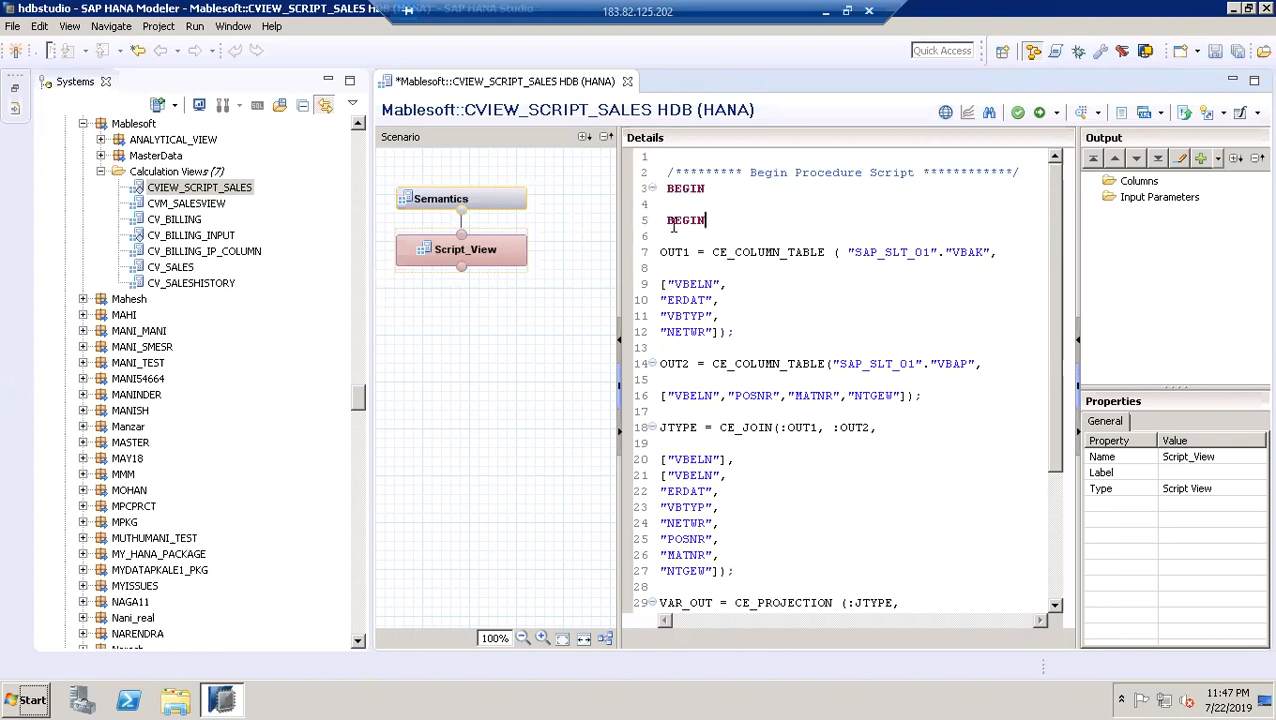 hdbstudio - SAP HANA Modeler - Mablesoft::CVIEW_SCRIPT_SALES HDB (HANA) - SAP HANA Studio
183.82.125.202
File Edit View Navigate Project Run Window Help
Quick Access
Systems
*Mablesoft::CVIEW_SCRIPT_SALES HDB (HANA)
Mablesoft::CVIEW_SCRIPT_SALES HDB (HANA)
Mablesoft
ANALYTICAL_VIEW
MasterData
Calculation Views (7)
CVIEW_SCRIPT_SALES
CVM_SALESVIEW
CV_BILLING
CV_BILLING_INPUT
CV_BILLING_IP_COLUMN
CV_SALES
CV_SALESHISTORY
Mahesh
MAHI
MANI_MANI
MANI_SMESR
MANI_TEST
MANI54664
MANINDER
MANISH
Manzar
MASTER
MAY18
MMM
MOHAN
MPCPRCT
MPKG
MUTHUMANI_TEST
MY_HANA_PACKAGE
MYDATAPKALE1_PKG
MYISSUES
NAGA11
Nani_real
NARENDRA
Scenario
Semantics
Script_View
100%
Details
1
2 /********* Begin Procedure Script ************/
3 BEGIN
4
5 BEGIN
6
7 OUT1 = CE_COLUMN_TABLE ( "SAP_SLT_01"."VBAK",
8
9 ["VBELN",
10 "ERDAT",
11 "VBTYP",
12 "NETWR"]);
13
14 OUT2 = CE_COLUMN_TABLE("SAP_SLT_01"."VBAP",
15
16 ["VBELN","POSNR","MATNR","NTGEW"]);
17
18 JTYPE = CE_JOIN(:OUT1, :OUT2,
19
20 ["VBELN"],
21 ["VBELN",
22 "ERDAT",
23 "VBTYP",
24 "NETWR",
25 "POSNR",
26 "MATNR",
27 "NTGEW"]);
28
29 VAR_OUT = CE_PROJECTION (:JTYPE,
Output
Columns
Input Parameters
Properties
General
Property Value
Name Script_View
Label
Type Script View
Start
11:47 PM
7/22/2019